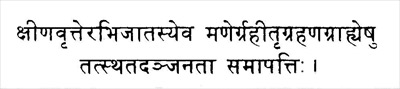 क्षीणवृत्तेरभिजातस्येव मणेर्ग्रहीतृग्रहणग्राह्येषु
तत्स्थतदञ्जनता समापत्तिः ।